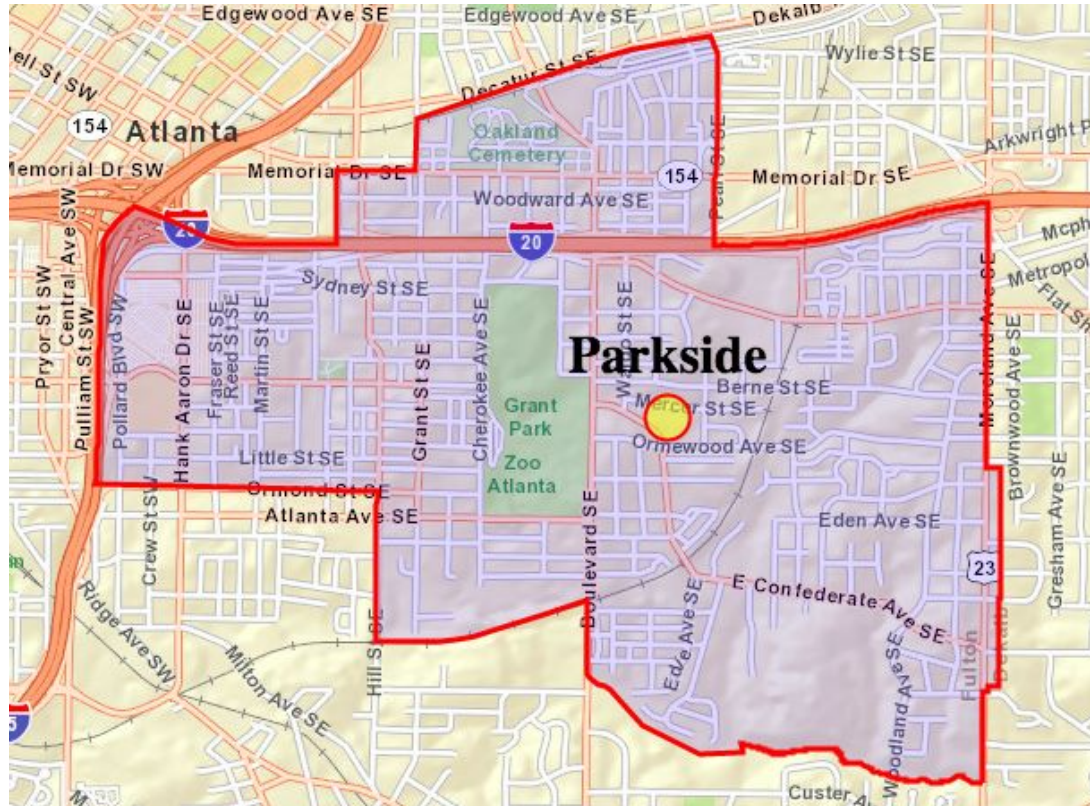 Edgewood Ave SE
Edgewood Ave SE
Dekalb
Wylie St SE
ell St SW
Decatur St SE
154
Atlanta
Oakland
Cemetery
Arkwright P
Memorial Dr SW
Memorial Dr SE
154
Memorial Dr SE
Pearl St SE
Woodward Ave SE
20
20
Mcph
Metropol
Flat S
Sydney St SE
Pryor St SW
Central Ave SW
Pulliam St SW
Pollard Blvd SW
Hank Aaron Dr SE
Fraser St SE
Reed St SE
Martin St SE
Grant St SE
Cherokee Ave SE
Parkside
Berne St SE
Mercer St SE
Ormewood Ave SE
Moreland Ave SE
Brownwood Ave SE
Gresham Ave SE
Grant
Park
Zoo
Atlanta
Little St SE
Ormond St SE
Atlanta Ave SE
Crew St SW
Boulevard SE
Eden Ave SE
23
E Confederate Ave SE
Ridge Ave SW
Milton Ave SE
Hill St SE
Woodland Ave SE
Fulton
Dekalb
5
Custer A